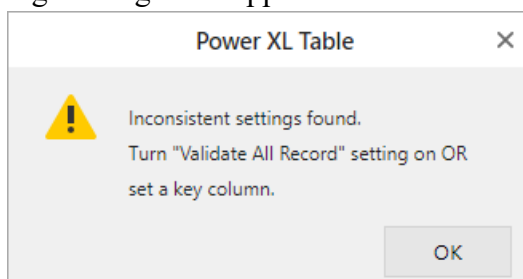 Power XL Table
Inconsistent settings found.
Turn "Validate All Record" setting on OR
set a key column.
OK